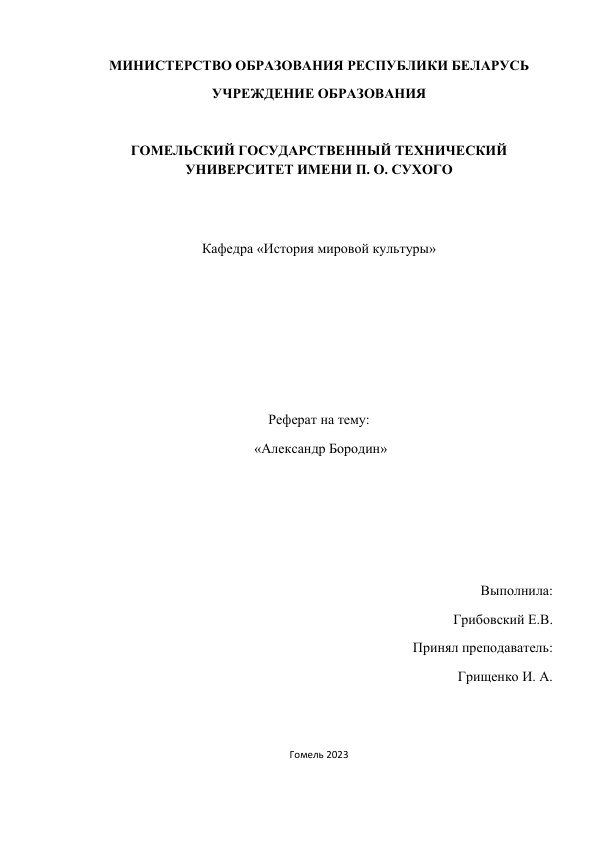 МИНИСТЕРСТВО ОБРАЗОВАНИЯ РЕСПУБЛИКИ БЕЛАРУСЬ
УЧРЕЖДЕНИЕ ОБРАЗОВАНИЯ
ГОМЕЛЬСКИЙ ГОСУДАРСТВЕННЫЙ ТЕХНИЧЕСКИЙ
УНИВЕРСИТЕТ ИМЕНИ П. О. СУХОГО
Кафедра «История мировой культуры»
Реферат на тему:
«Александр Бородин»
Выполнила:
Грибовский Е.В.
Принял преподаватель:
Грищенко И. А.
Гомель 2023